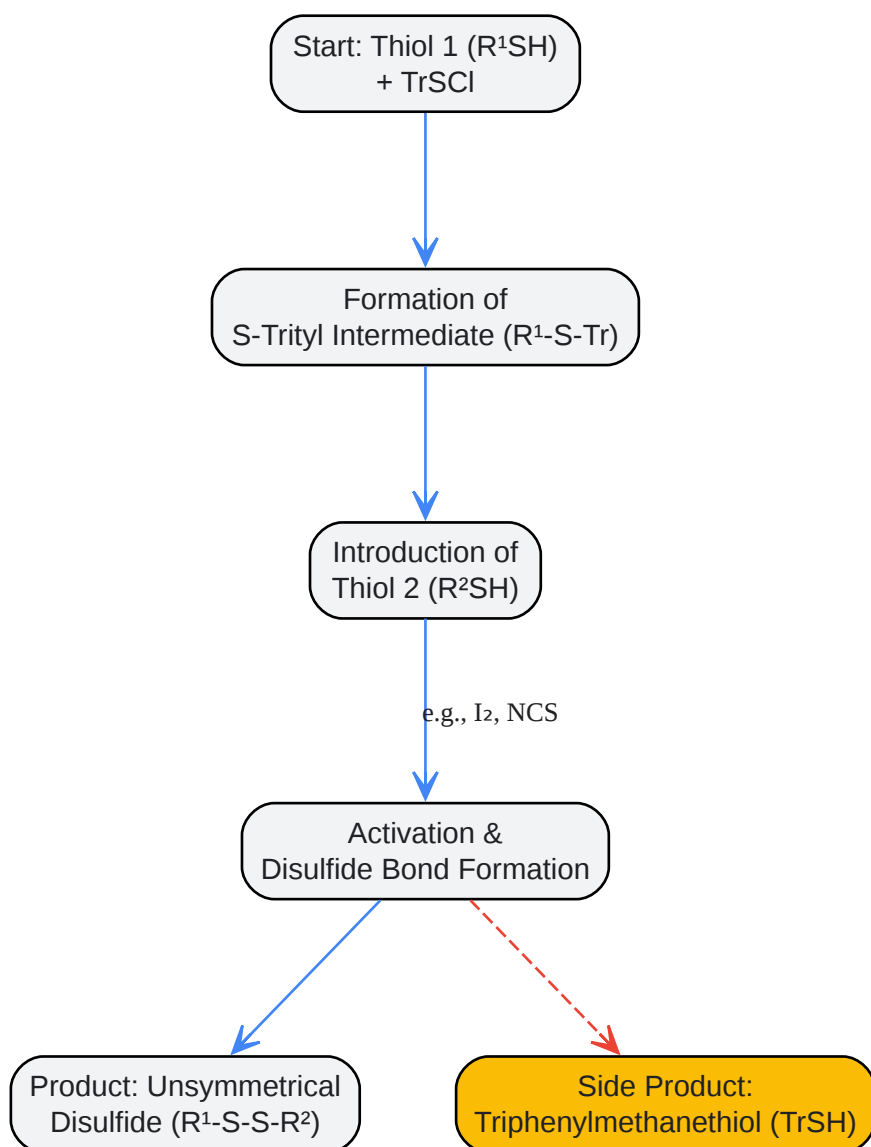 Start: Thiol 1 (R¹SH)
+ TrSCl
Formation of
S-Trityl Intermediate (R¹-S-Tr)
Introduction of
Thiol 2 (R²SH)
e.g., I₂, NCS
Activation &
Disulfide Bond Formation
Product: Unsymmetrical
Disulfide (R¹-S-S-R²)
Side Product:
Triphenylmethanethiol (TrSH)